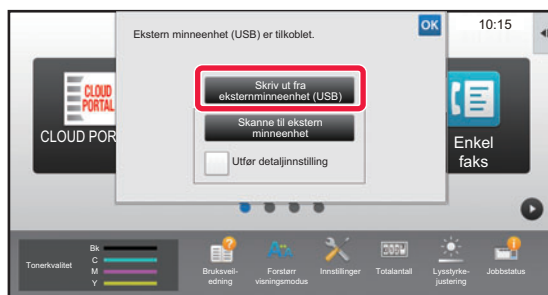 Ekstern minneenhet (USB) er tilkoblet.
OK
10:15
Skriv ut fra
eksternminneenhet (USB)
Skanne til ekstern
minneenhet
Utfør detaljinnstilling
CLOUD
PORTAL
CLOUD POR
Enkel
faks
Tonerkvalitet
Bk
C
M
Y
Bruksveil-
edning
Forstørr
visningsmodus
Innstillinger
Totalantall
Lysstyrke-
justering
Jobbstatus